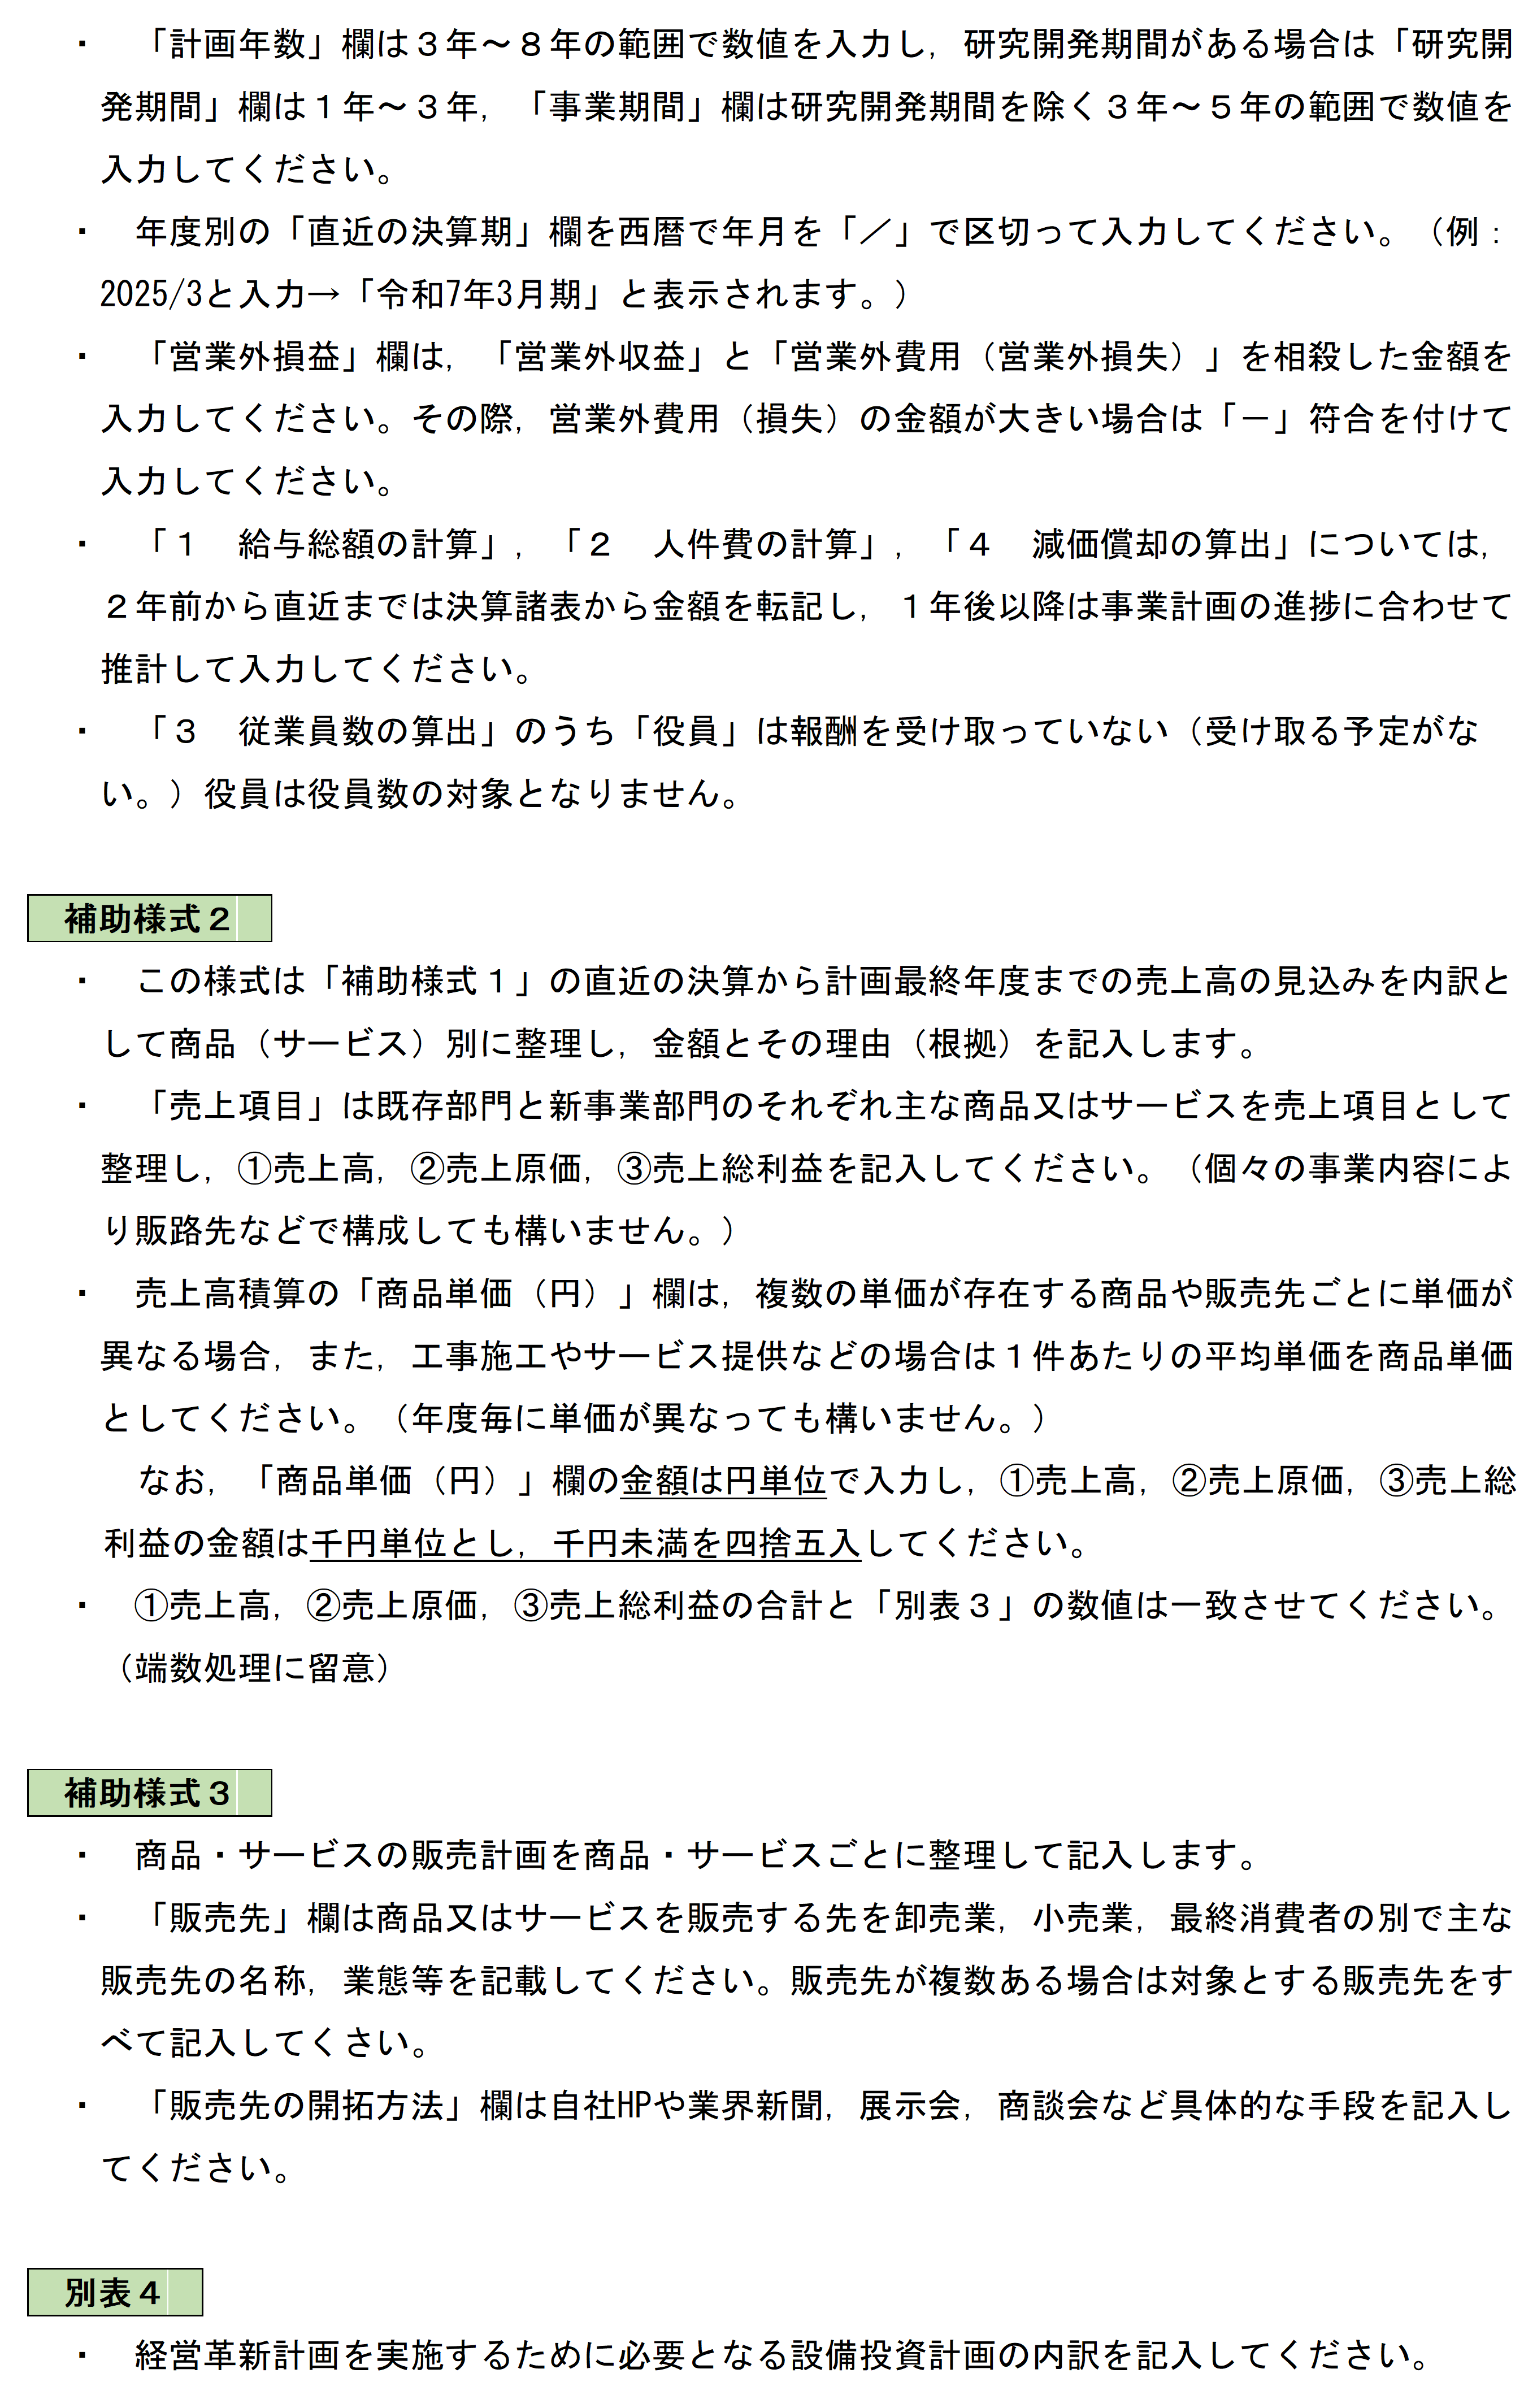 ・　「計画年数」欄は３年～８年の範囲で数値を入力し，研究開発期間がある場合は「研究開
発期間」欄は１年～３年，「事業期間」欄は研究開発期間を除く３年～５年の範囲で数値を
入力してください。
・　年度別の「直近の決算期」欄を西暦で年月を「／」で区切って入力してください。（例：
2025/3と入力→「令和7年3月期」と表示されます。）
・　「営業外損益」欄は，「営業外収益」と「営業外費用（営業外損失）」を相殺した金額を
入力してください。その際，営業外費用（損失）の金額が大きい場合は「－」符合を付けて
入力してください。
・　「１　給与総額の計算」，「２　人件費の計算」，「４　減価償却の算出」については，
２年前から直近までは決算諸表から金額を転記し，１年後以降は事業計画の進捗に合わせて
推計して入力してください。
・　「３　従業員数の算出」のうち「役員」は報酬を受け取っていない（受け取る予定がな
い。）役員は役員数の対象となりません。
補助様式２
・　この様式は「補助様式１」の直近の決算から計画最終年度までの売上高の見込みを内訳と
して商品（サービス）別に整理し，金額とその理由（根拠）を記入します。
・　「売上項目」は既存部門と新事業部門のそれぞれ主な商品又はサービスを売上項目として
整理し，①売上高，②売上原価，③売上総利益を記入してください。（個々の事業内容によ
り販路先などで構成しても構いません。）
・　売上高積算の「商品単価（円）」欄は，複数の単価が存在する商品や販売先ごとに単価が
異なる場合，また，工事施工やサービス提供などの場合は１件あたりの平均単価を商品単価
としてください。（年度毎に単価が異なっても構いません。）
なお，「商品単価（円）」欄の金額は円単位で入力し，①売上高，②売上原価，③売上総
利益の金額は千円単位とし，千円未満を四捨五入してください。
・　①売上高，②売上原価，③売上総利益の合計と「別表３」の数値は一致させてください。
（端数処理に留意）
補助様式３
・　商品・サービスの販売計画を商品・サービスごとに整理して記入します。
・　「販売先」欄は商品又はサービスを販売する先を卸売業，小売業，最終消費者の別で主な
販売先の名称，業態等を記載してください。販売先が複数ある場合は対象とする販売先をす
べて記入してくさい。
・　「販売先の開拓方法」欄は自社HPや業界新聞，展示会，商談会など具体的な手段を記入し
てください。
別表４
・　経営革新計画を実施するために必要となる設備投資計画の内訳を記入してください。